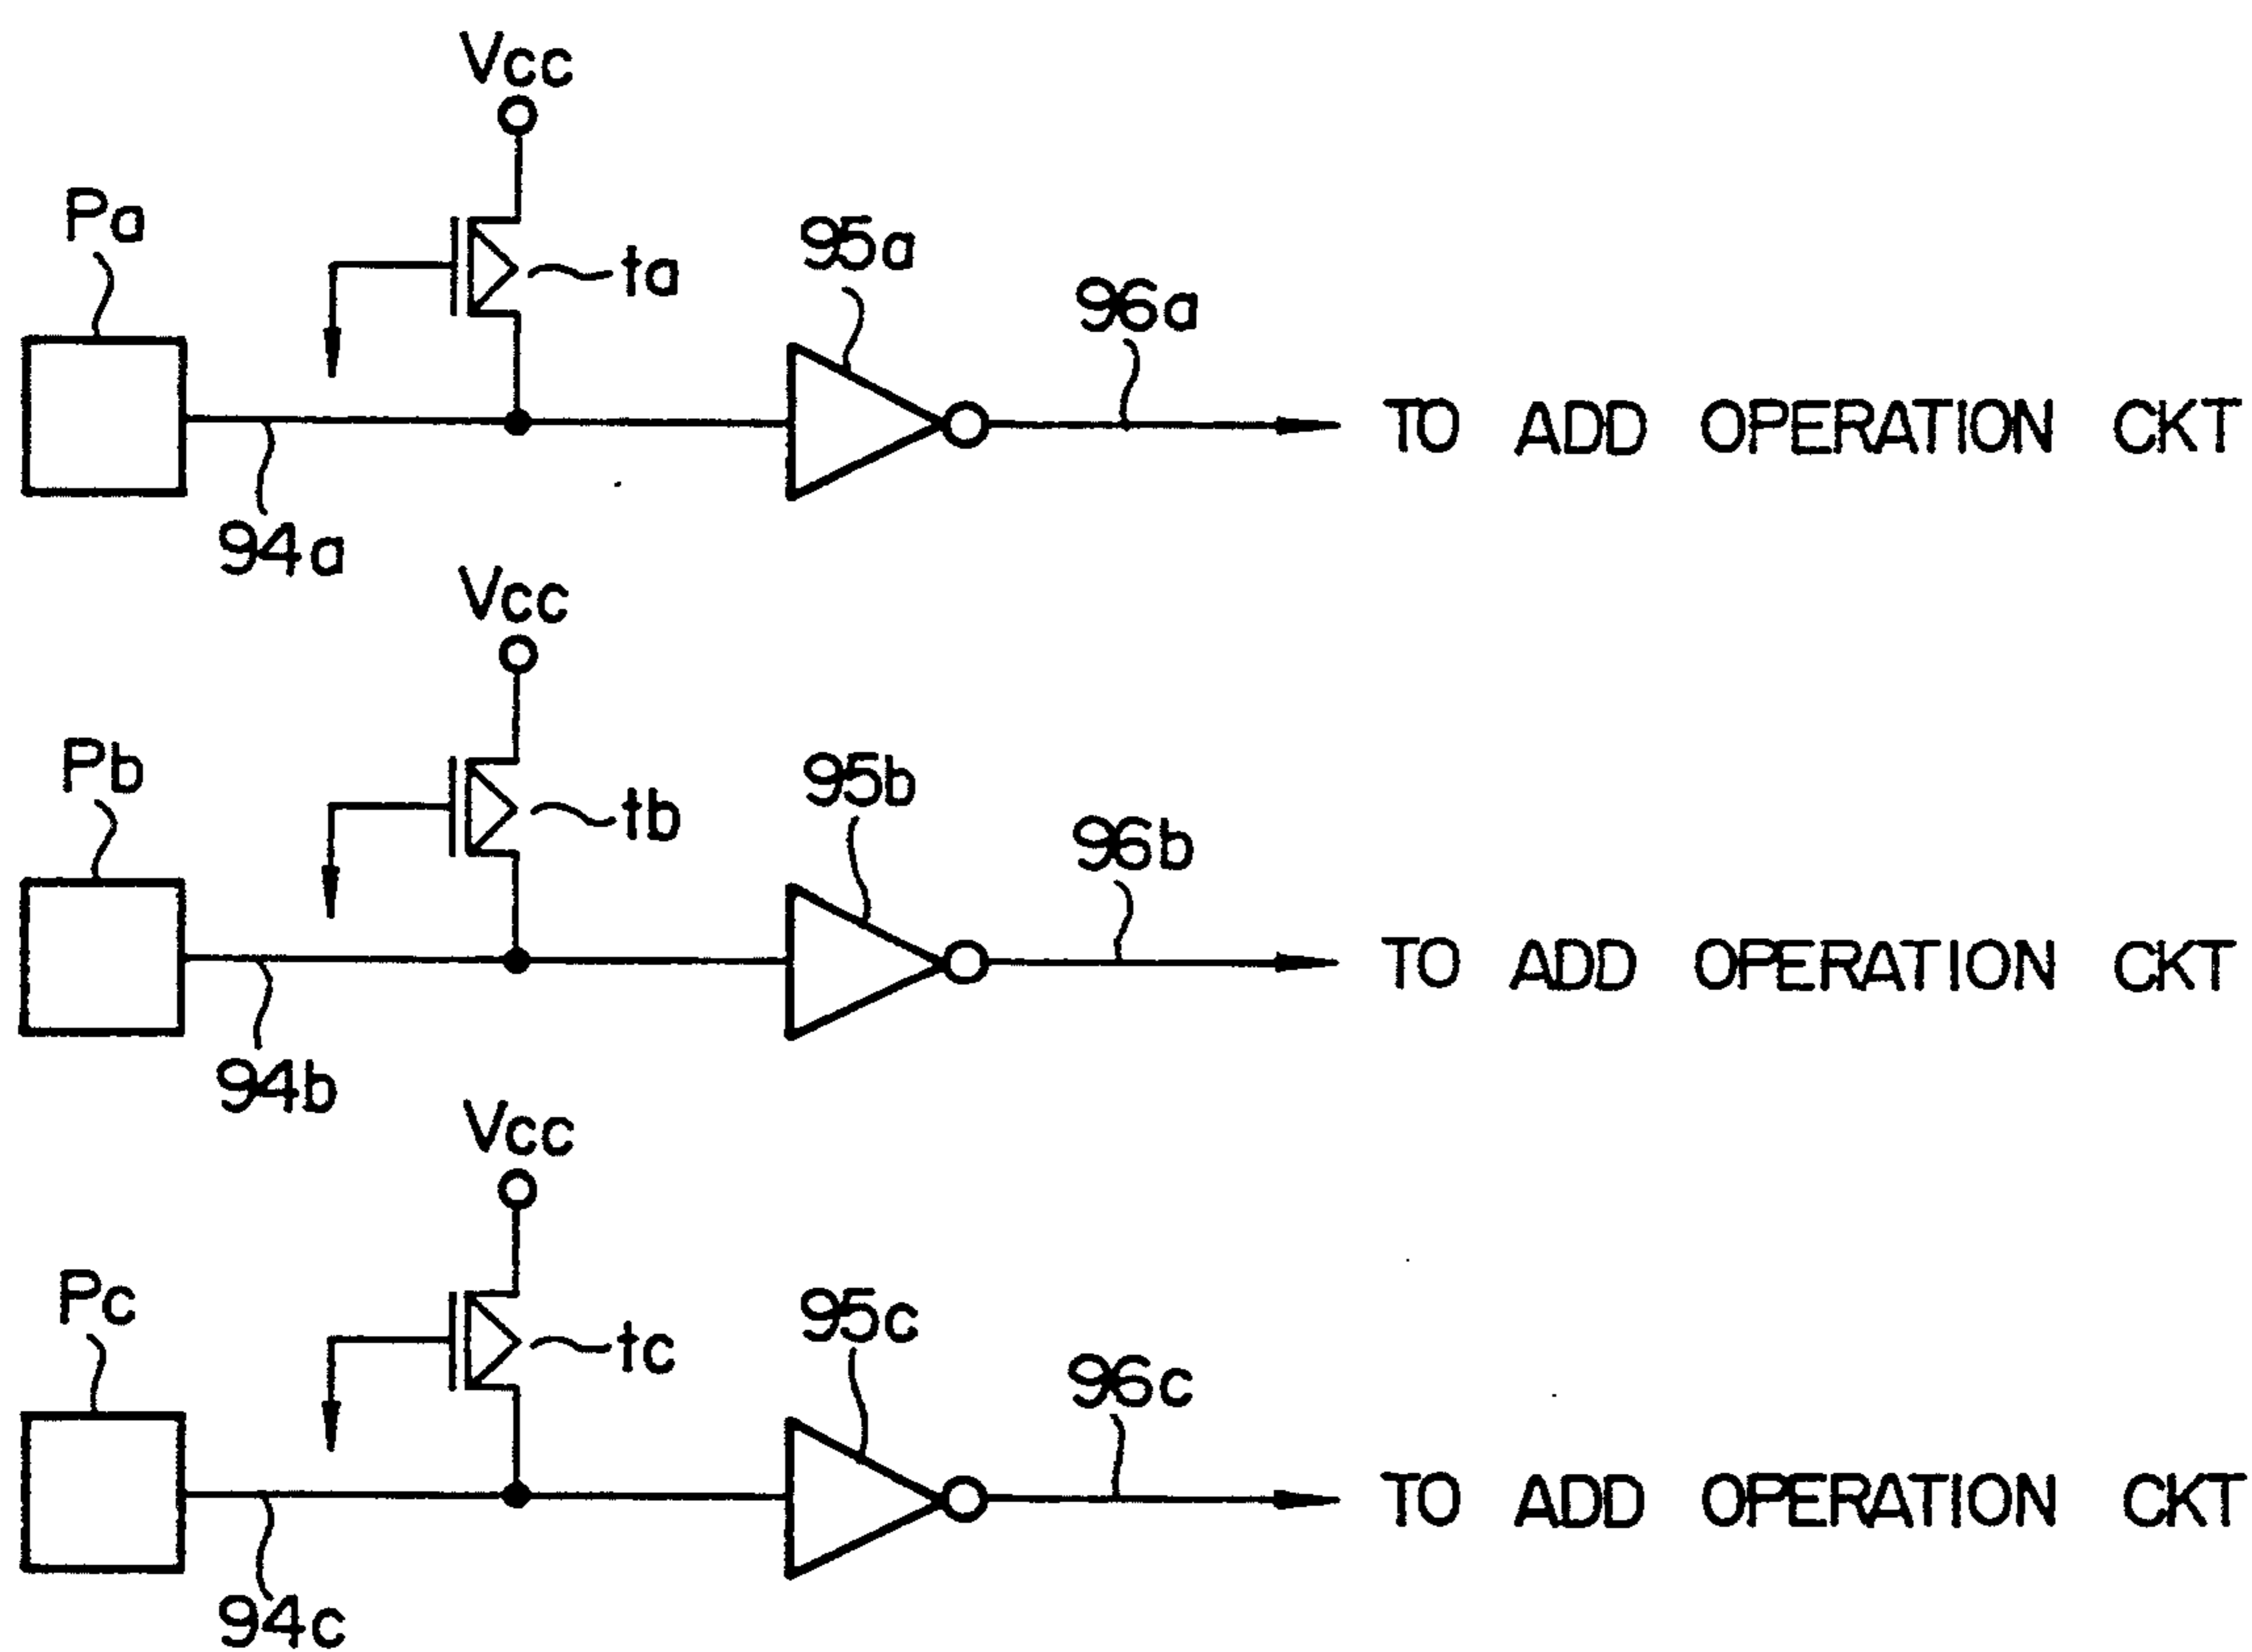 Vcc
Pa
ta
95a
96a
TO ADD OPERATION CKT
94a
Vcc
Pb
tb
95b
96b
TO ADD OPERATION CKT
94b
Vcc
Pc
tc
95c
96c
TO ADD OPERATION CKT
94c